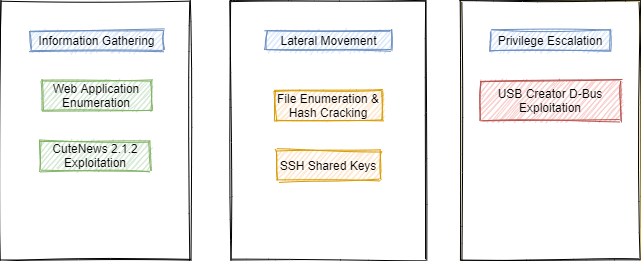 Information Gathering
Web Application
Enumeration
CuteNews 2.1.2
Exploitation
Lateral Movement
File Enumeration &
Hash Cracking
SSH Shared Keys
Privilege Escalation
USB Creator D-Bus
Exploitation